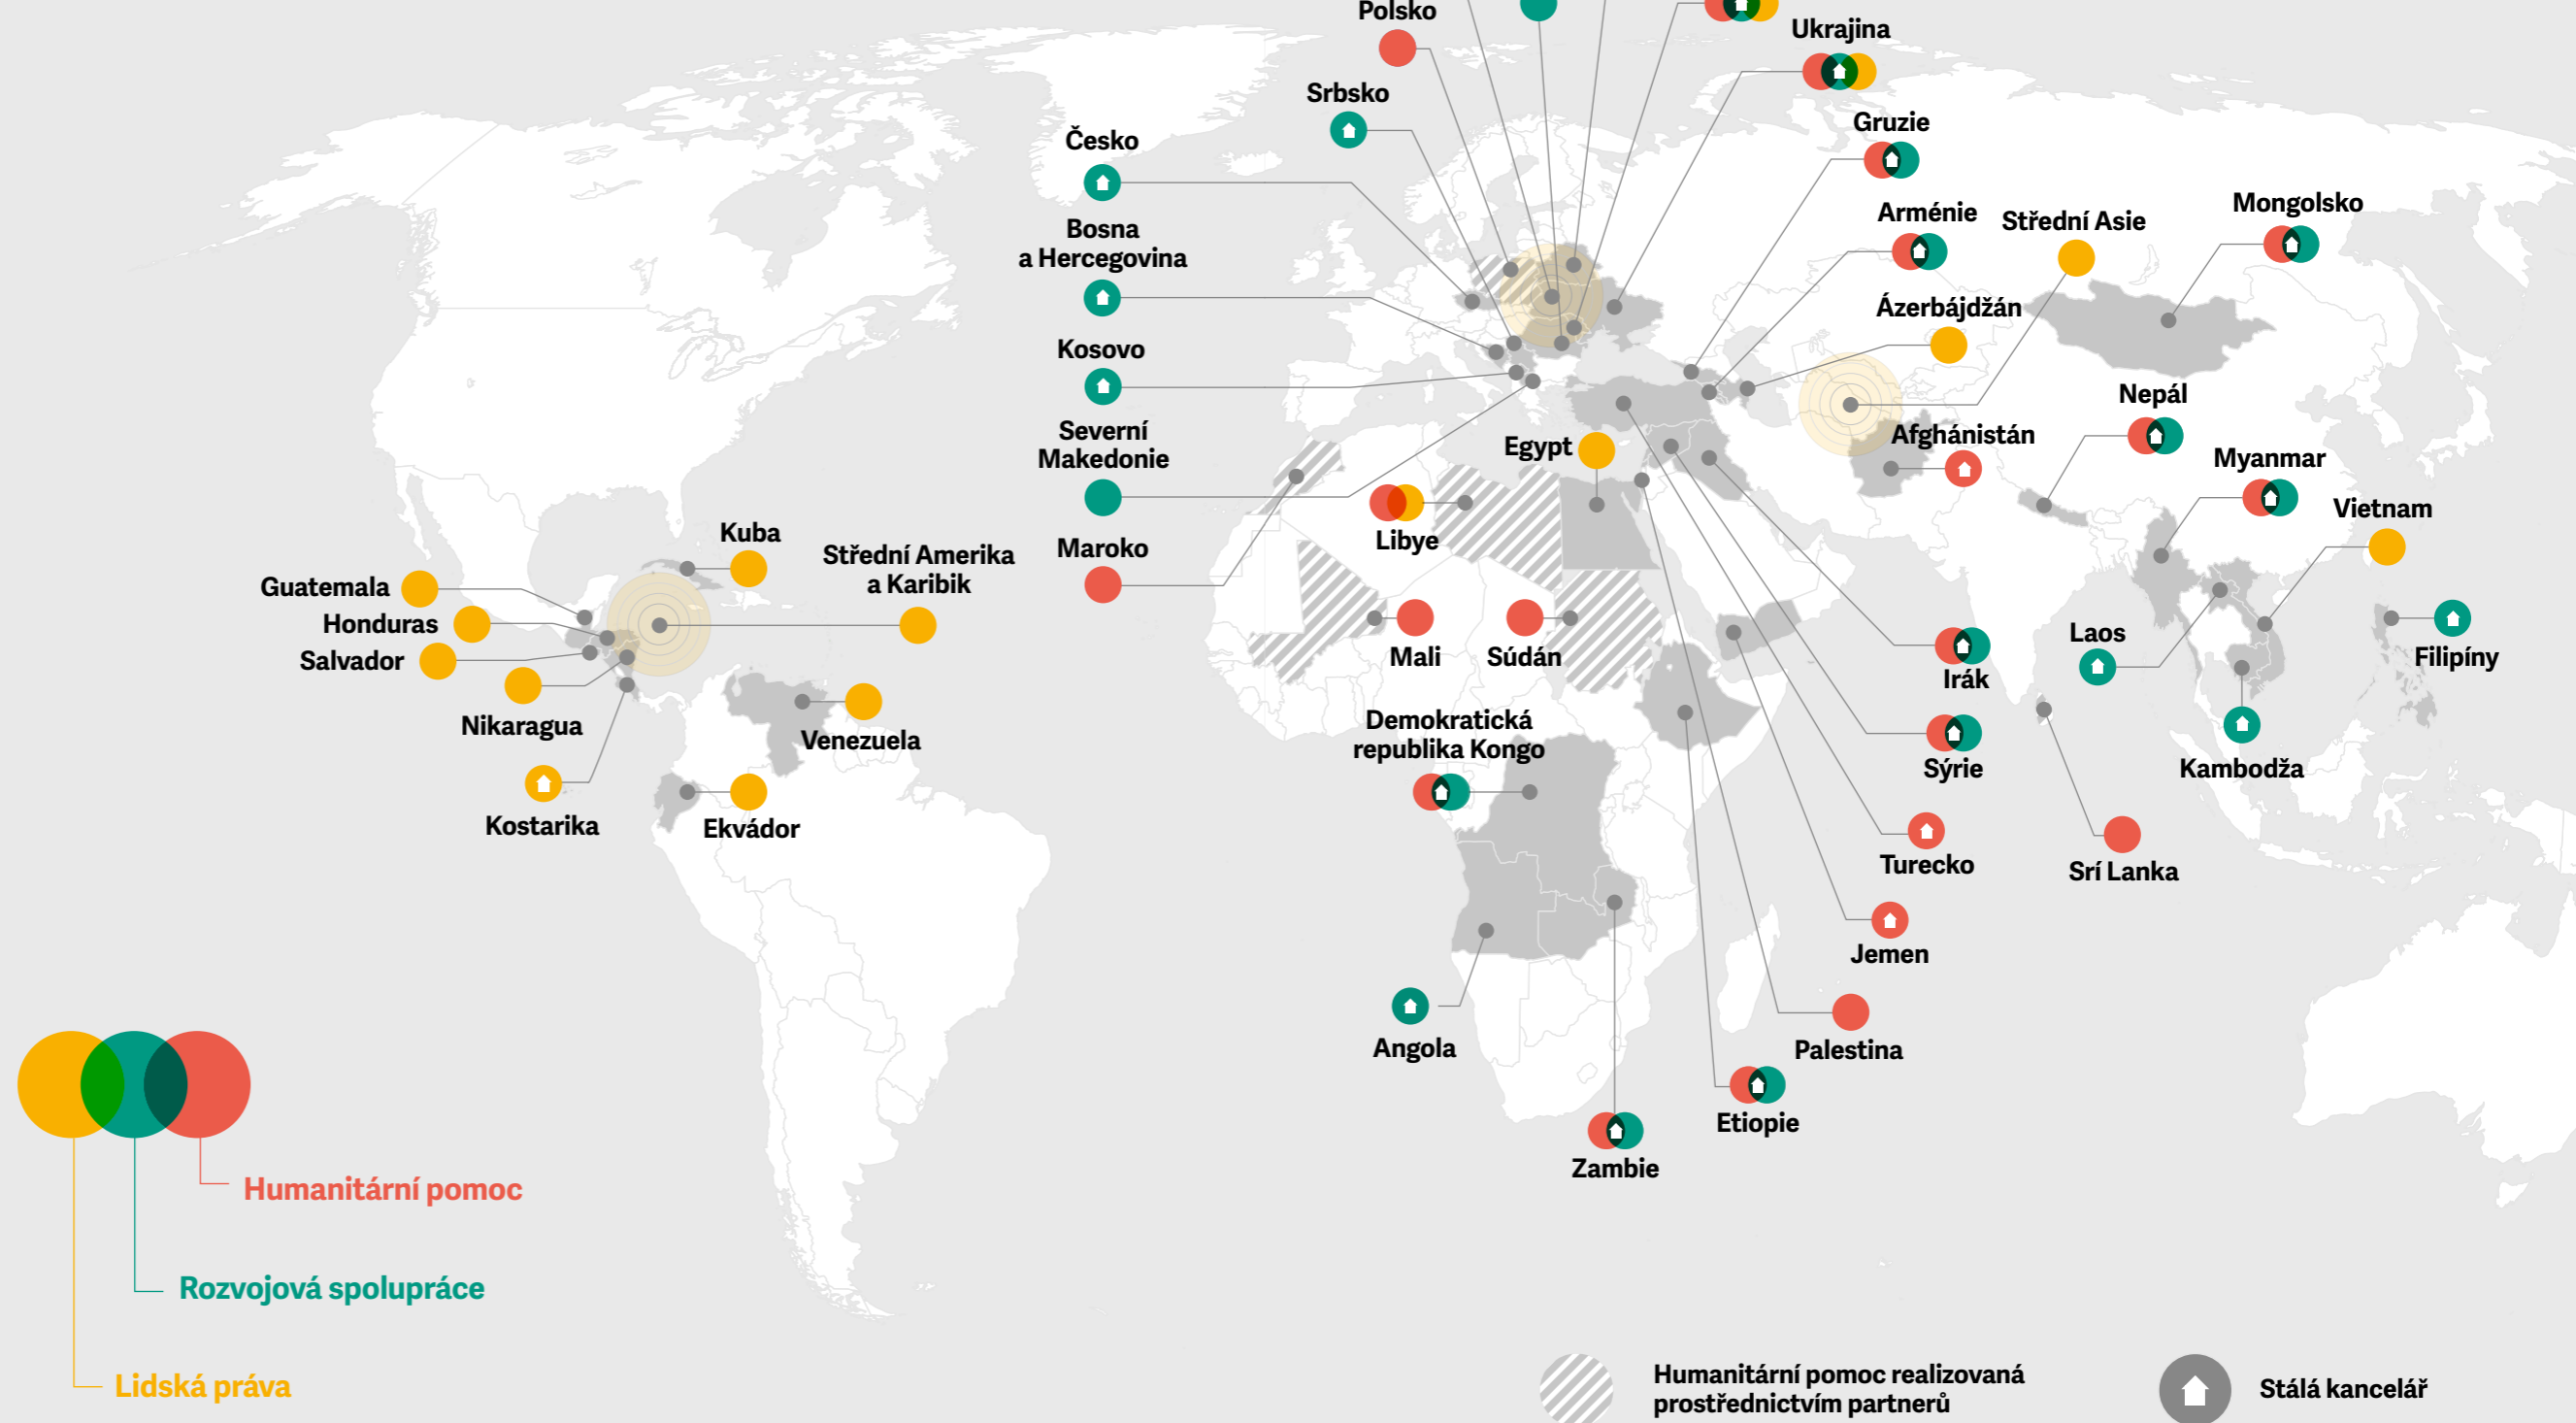 Polsko
Ukrajina
Srbsko
Gruzie
Česko
Mongolsko
Arménie
Střední Asie
Bosna
a Hercegovina
Ázerbájdžán
Kosovo
Nepál
Severní
Makedonie
Egypt
Afghánistán
Myanmar
Vietnam
Kuba
Libye
Maroko
Střední Amerika
a Karibik
Guatemala
Honduras
Salvador
Laos
Mali
Súdán
Filipíny
Irák
Nikaragua
Venezuela
Demokratická
republika Kongo
Sýrie
Kambodža
Kostarika
Ekvádor
Turecko
Srí Lanka
Jemen
Angola
Palestina
Etiopie
Zambie
Humanitární pomoc
Rozvojová spolupráce
Lidská práva
Humanitární pomoc realizovaná
prostřednictvím partnerů
Stálá kancelář